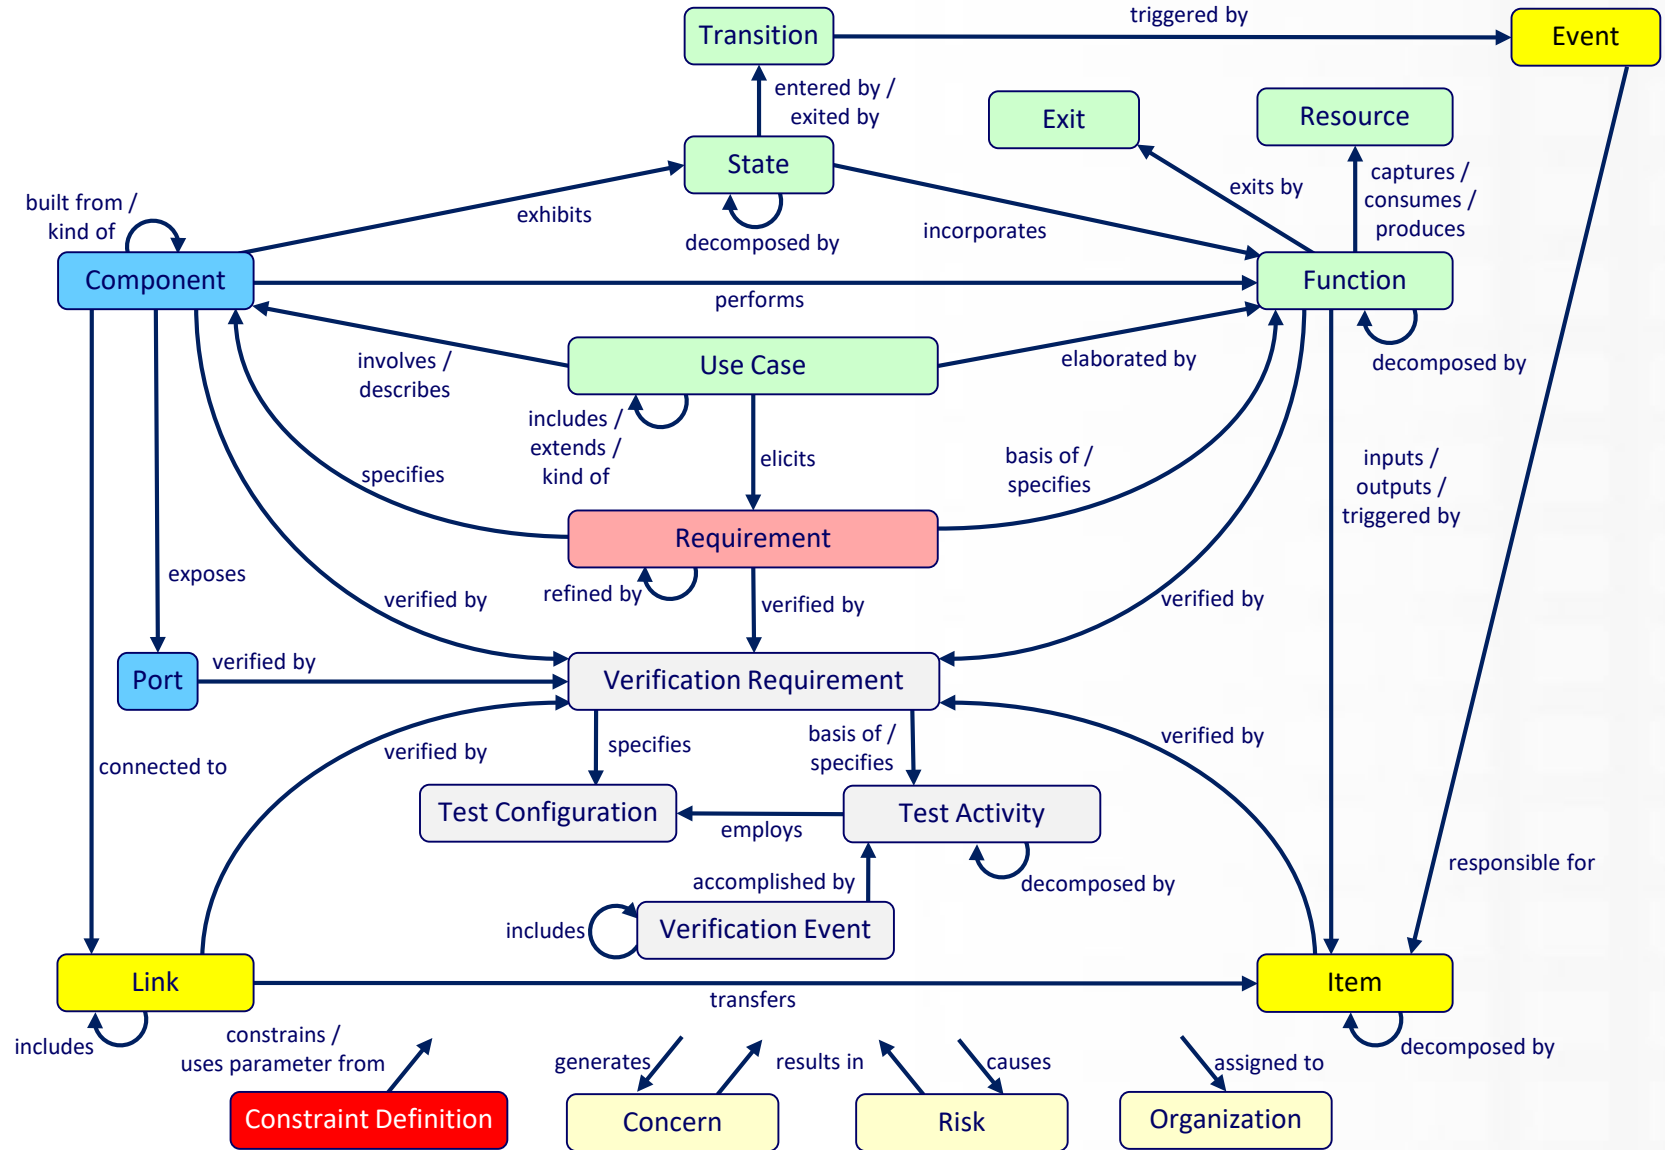 triggered by
Transition
Event
entered by /
exited by
Exit
Resource
State
captures /
consumes /
produces
exits by
built from /
kind of
exhibits
decomposed by
incorporates
Component
Function
performs
involves /
describes
Use Case
elaborated by
decomposed by
includes /
extends /
kind of
elicits
specifies
basis of /
specifies
inputs /
outputs /
triggered by
Requirement
exposes
refined by
verified by
verified by
verified by
verified by
Port
Verification Requirement
verified by
specifies
basis of /
specifies
verified by
connected to
Test Configuration
Test Activity
employs
responsible for
accomplished by
decomposed by
includes
Verification Event
Link
Item
transfers
includes
constrains /
uses parameter from
generates
results in
causes
assigned to
decomposed by
Constraint Definition
Concern
Risk
Organization